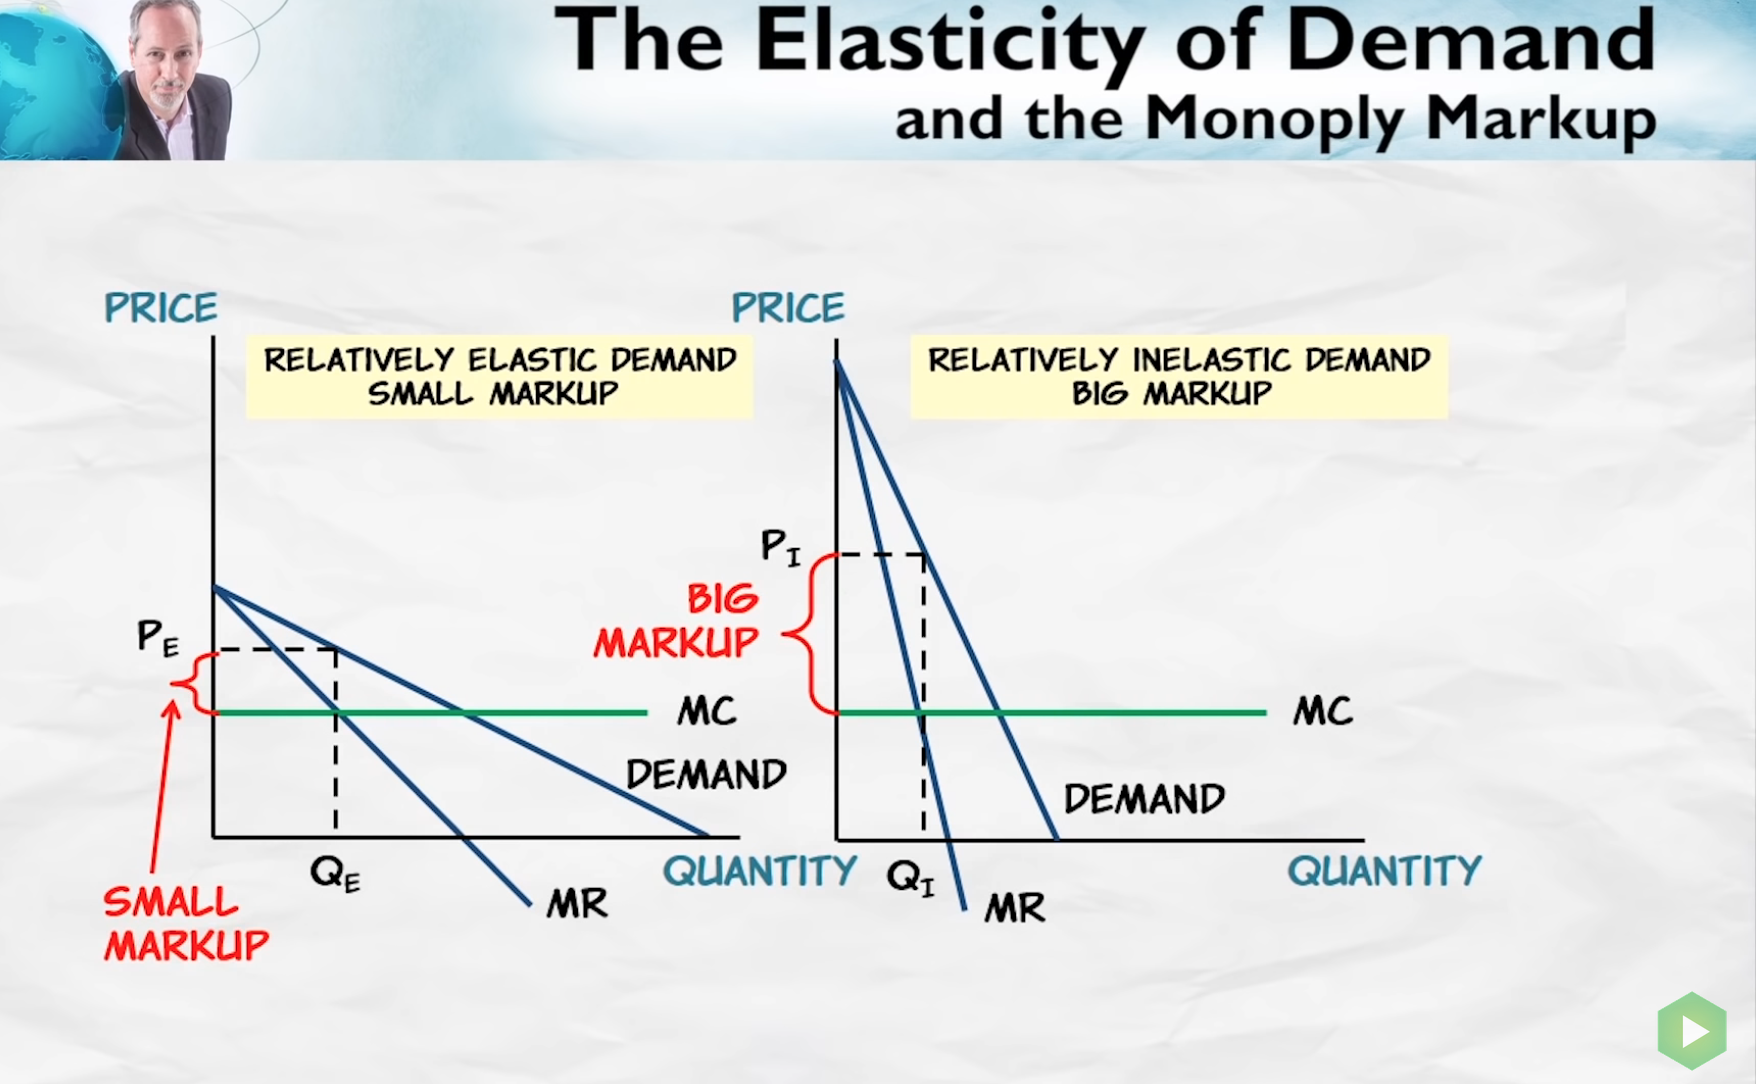 The Elasticity of Demand
and the Monoply Markup
PRICE
RELATIVELY ELASTIC DEMAND
SMALL MARKUP
P_E
MC
DEMAND
Q_E
QUANTITY
MR
SMALL
MARKUP
PRICE
RELATIVELY INELASTIC DEMAND
BIG MARKUP
P_I
BIG
MARKUP
MC
DEMAND
Q_I
QUANTITY
MR